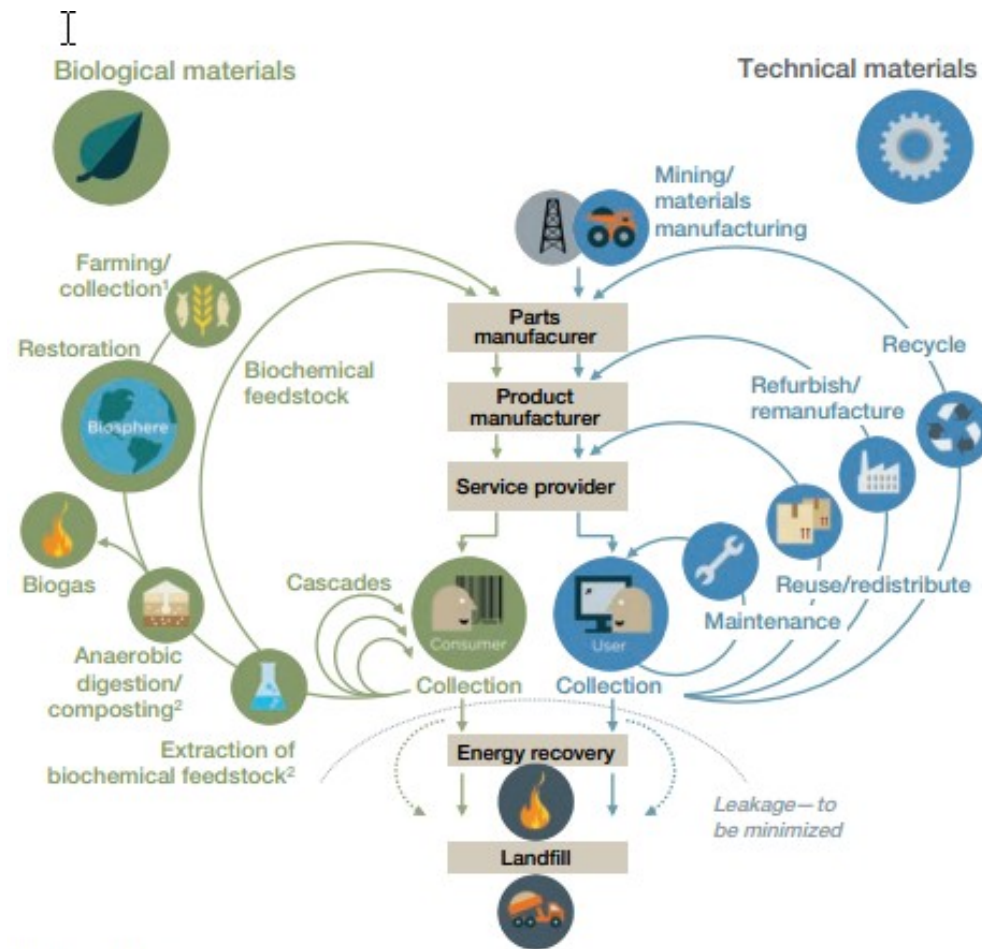 Biological materials
Technical materials
Mining/
materials
manufacturing
Farming/
collection¹
Parts
manufacurer
Restoration
Recycle
Biochemical
feedstock
Refurbish/
remanufacture
Product
manufacturer
Biosphere
Service provider
Biogas
Cascades
Reuse/redistribute
Maintenance
Consumer
User
Anaerobic
digestion/
composting²
Collection
Collection
Extraction of
biochemical feedstock²
Energy recovery
Leakage—to
be minimized
Landfill